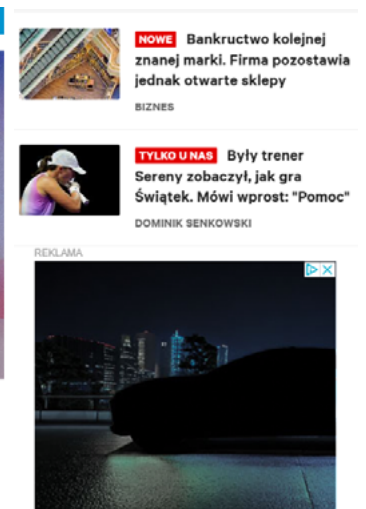 NOWE Bankructwo kolejnej
znanej marki. Firma pozostawia
jednak otwarte sklepy
BIZNES
TYLKO U NAS Były trener
Sereny zobaczył, jak gra
Świątek. Mówi wprost: "Pomoc"
DOMINIK SENKOWSKI
REKLAMA